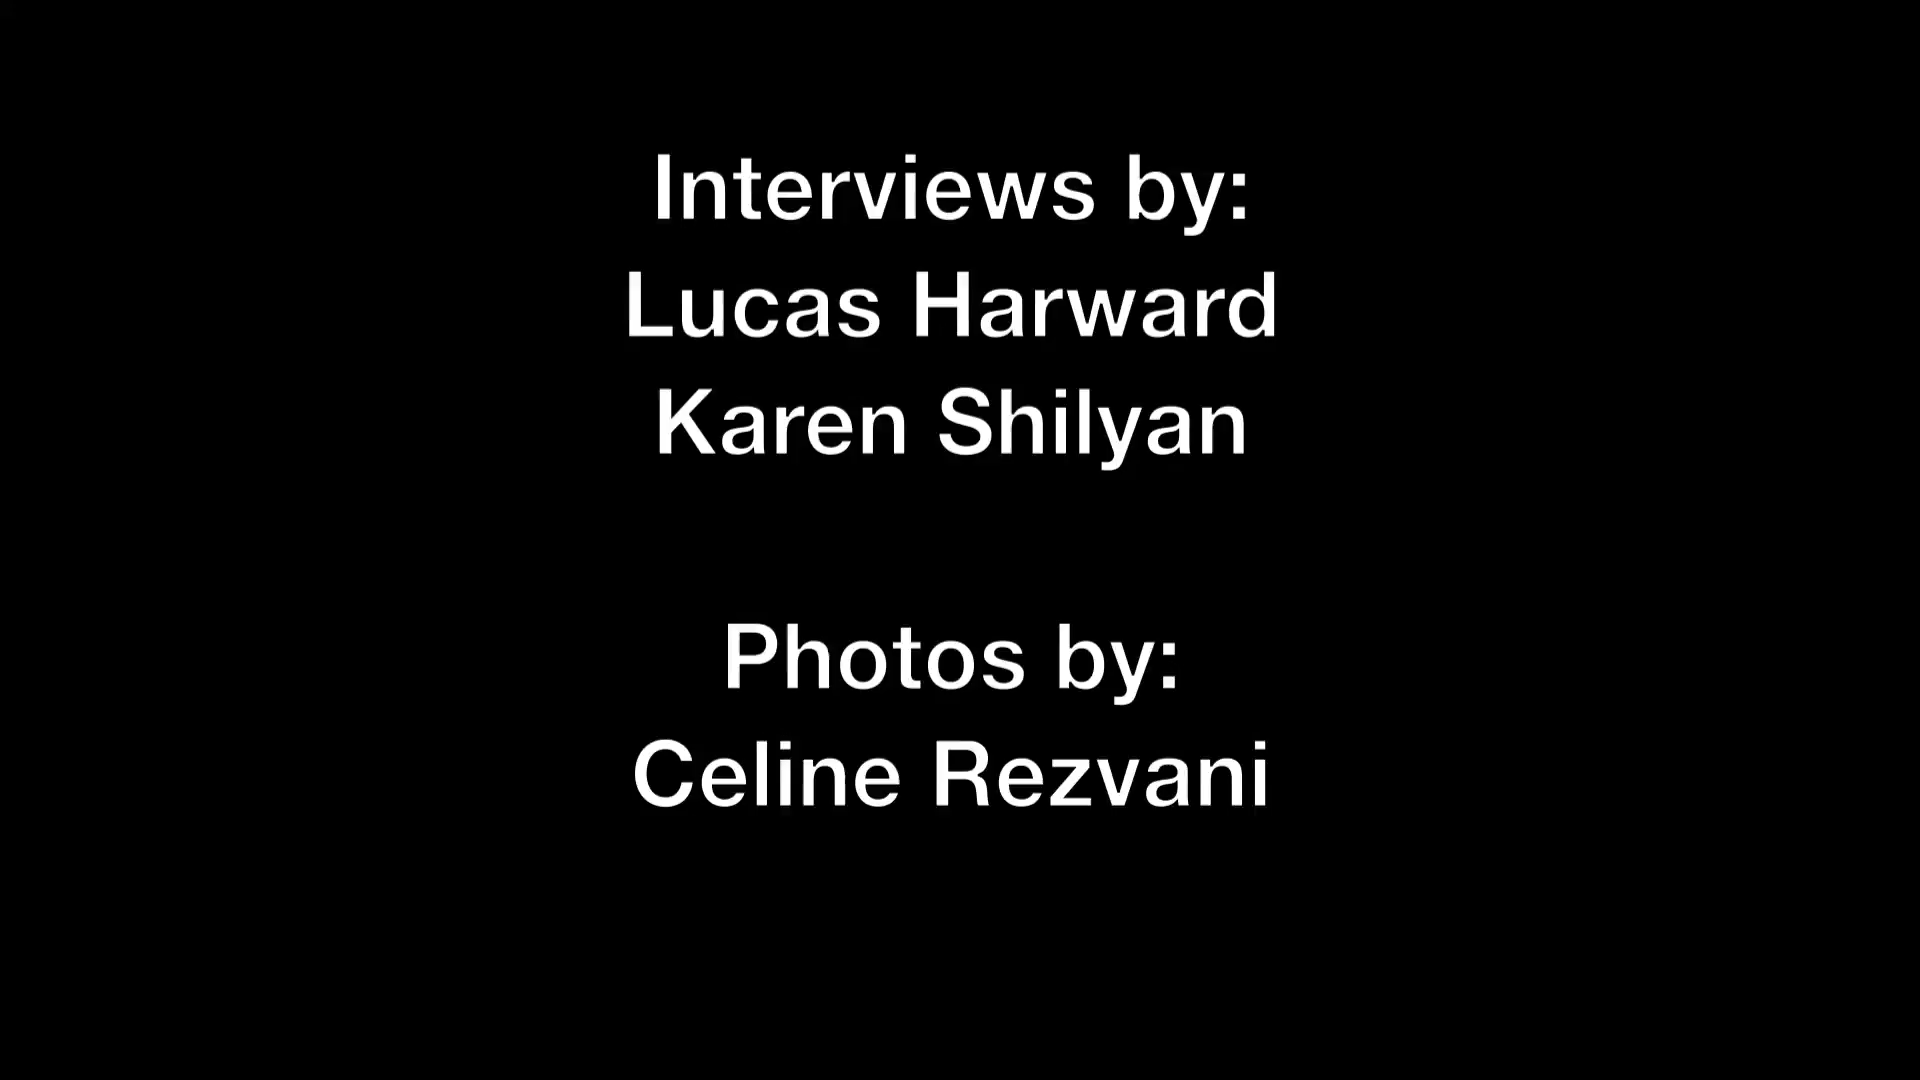 Interviews by:
Lucas Harward
Karen Shilyan
Photos by:
Celine Rezvani